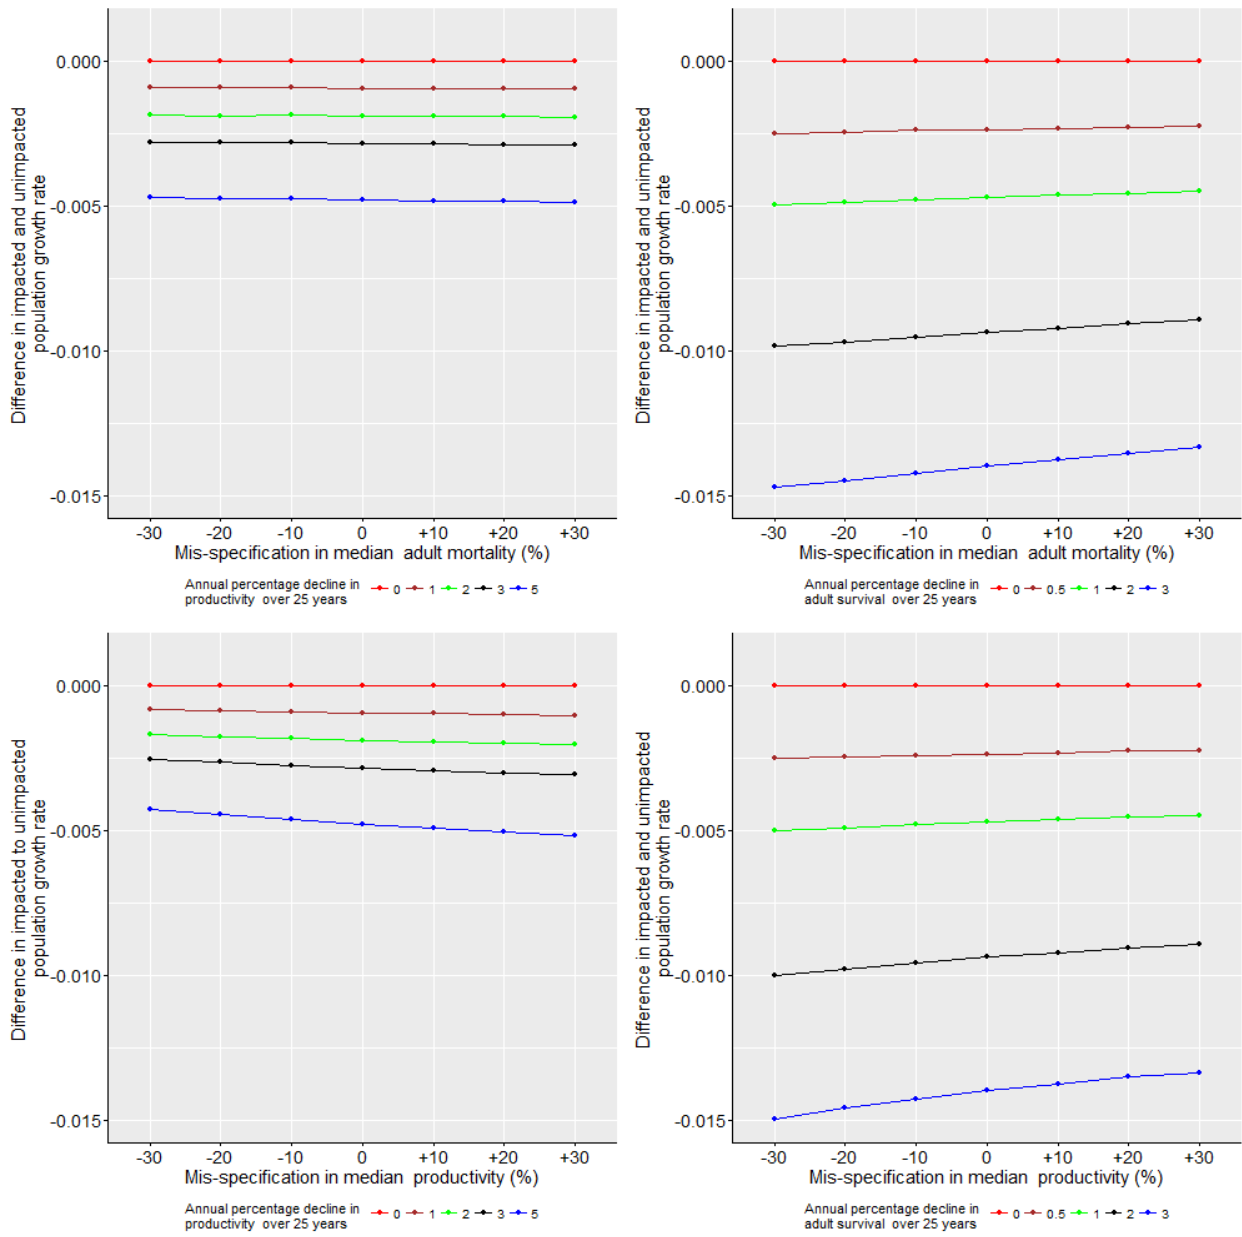 Difference in impacted and unimpacted
population growth rate
0.000
-0.005
-0.010
-0.015
-30 -20 -10 0 +10 +20 +30
Mis-specification in median adult mortality (%)
Annual percentage decline in
productivity over 25 years
0 1 2 3 5
Difference in impacted and unimpacted
population growth rate
0.000
-0.005
-0.010
-0.015
-30 -20 -10 0 +10 +20 +30
Mis-specification in median adult mortality (%)
Annual percentage decline in
adult survival over 25 years
0 0.5 1 2 3
Difference in impacted to unimpacted
population growth rate
0.000
-0.005
-0.010
-0.015
-30 -20 -10 0 +10 +20 +30
Mis-specification in median productivity (%)
Annual percentage decline in
productivity over 25 years
0 1 2 3 5
Difference in impacted and unimpacted
population growth rate
0.000
-0.005
-0.010
-0.015
-30 -20 -10 0 +10 +20 +30
Mis-specification in median productivity (%)
Annual percentage decline in
adult survival over 25 years
0 0.5 1 2 3